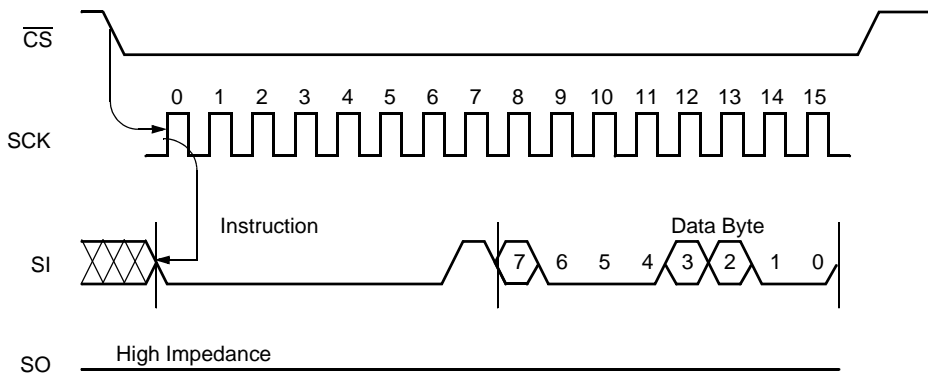 CS
0 1 2 3 4 5 6 7 8 9 10 11 12 13 14 15
SCK
Instruction
Data Byte
SI
7 6 5 4 3 2 1 0
High Impedance
SO